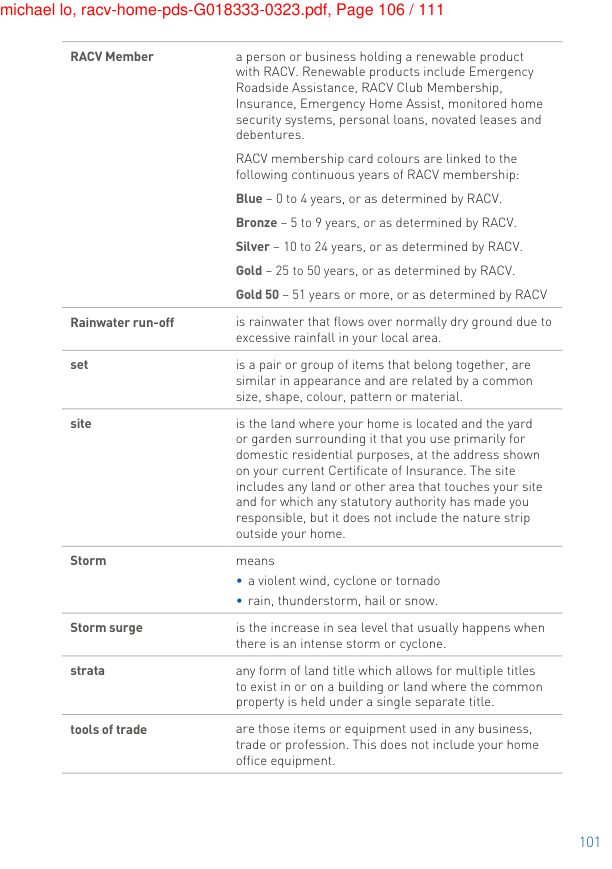 michael lo, racv-home-pds-G018333-0323.pdf, Page 106 / 111
RACV Member
a person or business holding a renewable product
with RACV. Renewable products include Emergency
Roadside Assistance, RACV Club Membership,
Insurance, Emergency Home Assist, monitored home
security systems, personal loans, novated leases and
debentures.
RACV membership card colours are linked to the
following continuous years of RACV membership:
Blue – 0 to 4 years, or as determined by RACV.
Bronze – 5 to 9 years, or as determined by RACV.
Silver – 10 to 24 years, or as determined by RACV.
Gold – 25 to 50 years, or as determined by RACV.
Gold 50 – 51 years or more, or as determined by RACV
Rainwater run-off
is rainwater that flows over normally dry ground due to
excessive rainfall in your local area.
set
is a pair or group of items that belong together, are
similar in appearance and are related by a common
size, shape, colour, pattern or material.
site
is the land where your home is located and the yard
or garden surrounding it that you use primarily for
domestic residential purposes, at the address shown
on your current Certificate of Insurance. The site
includes any land or other area that touches your site
and for which any statutory authority has made you
responsible, but it does not include the nature strip
outside your home.
Storm
means
• a violent wind, cyclone or tornado
• rain, thunderstorm, hail or snow.
Storm surge
is the increase in sea level that usually happens when
there is an intense storm or cyclone.
strata
any form of land title which allows for multiple titles
to exist in or on a building or land where the common
property is held under a single separate title.
tools of trade
are those items or equipment used in any business,
trade or profession. This does not include your home
office equipment.
101